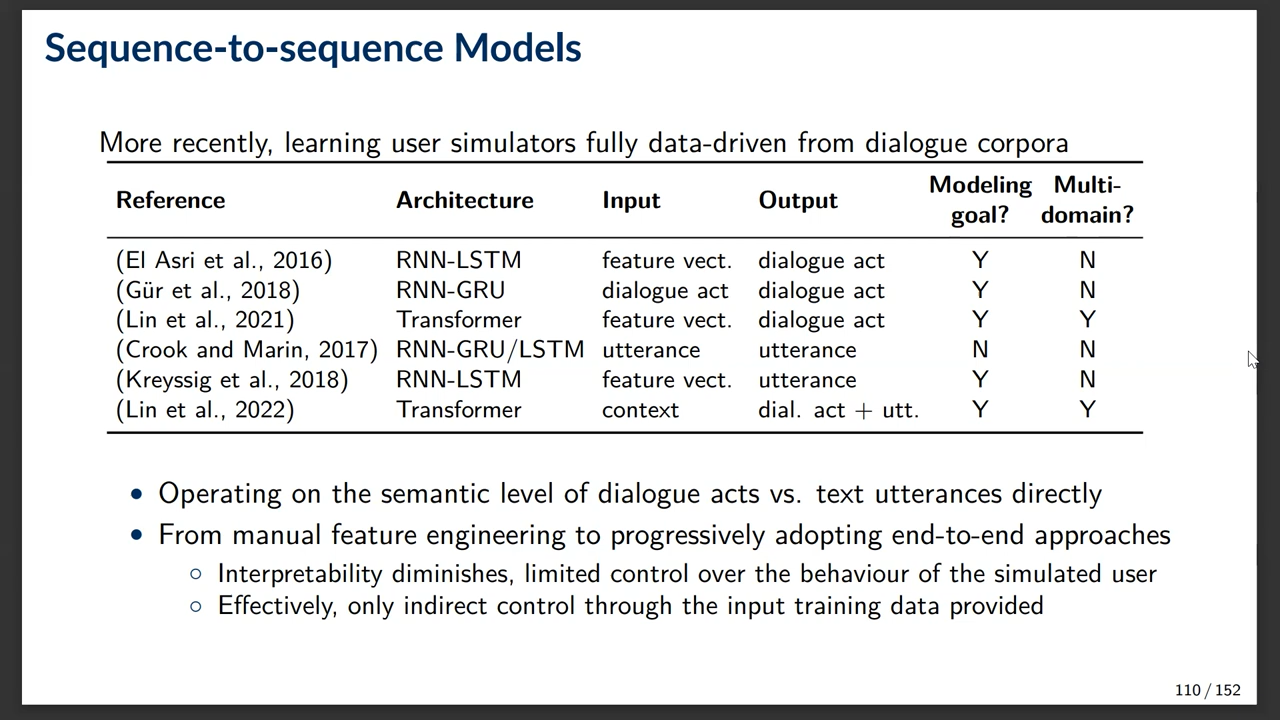 Sequence-to-sequence Models
More recently, learning user simulators fully data-driven from dialogue corpora
Reference Architecture Input Output Modeling goal? Multi-domain?
(El Asri et al., 2016) RNN-LSTM feature vect. dialogue act Y N
(Gür et al., 2018) RNN-GRU dialogue act dialogue act Y N
(Lin et al., 2021) Transformer feature vect. dialogue act Y Y
(Crook and Marin, 2017) RNN-GRU/LSTM utterance utterance N N
(Kreyssig et al., 2018) RNN-LSTM feature vect. utterance Y N
(Lin et al., 2022) Transformer context dial. act + utt. Y Y
• Operating on the semantic level of dialogue acts vs. text utterances directly
• From manual feature engineering to progressively adopting end-to-end approaches
○ Interpretability diminishes, limited control over the behaviour of the simulated user
○ Effectively, only indirect control through the input training data provided
110 / 152